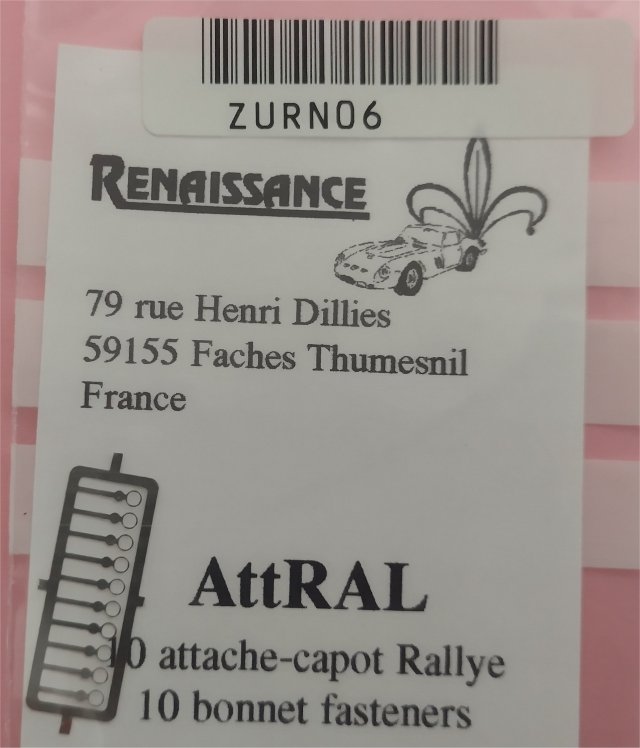 ZURN06
RENAISSANCE
79 rue Henri Dillies
59155 Faches Thumesnil
France
AttRAL
10 attache-capot Rallye
10 bonnet fasteners